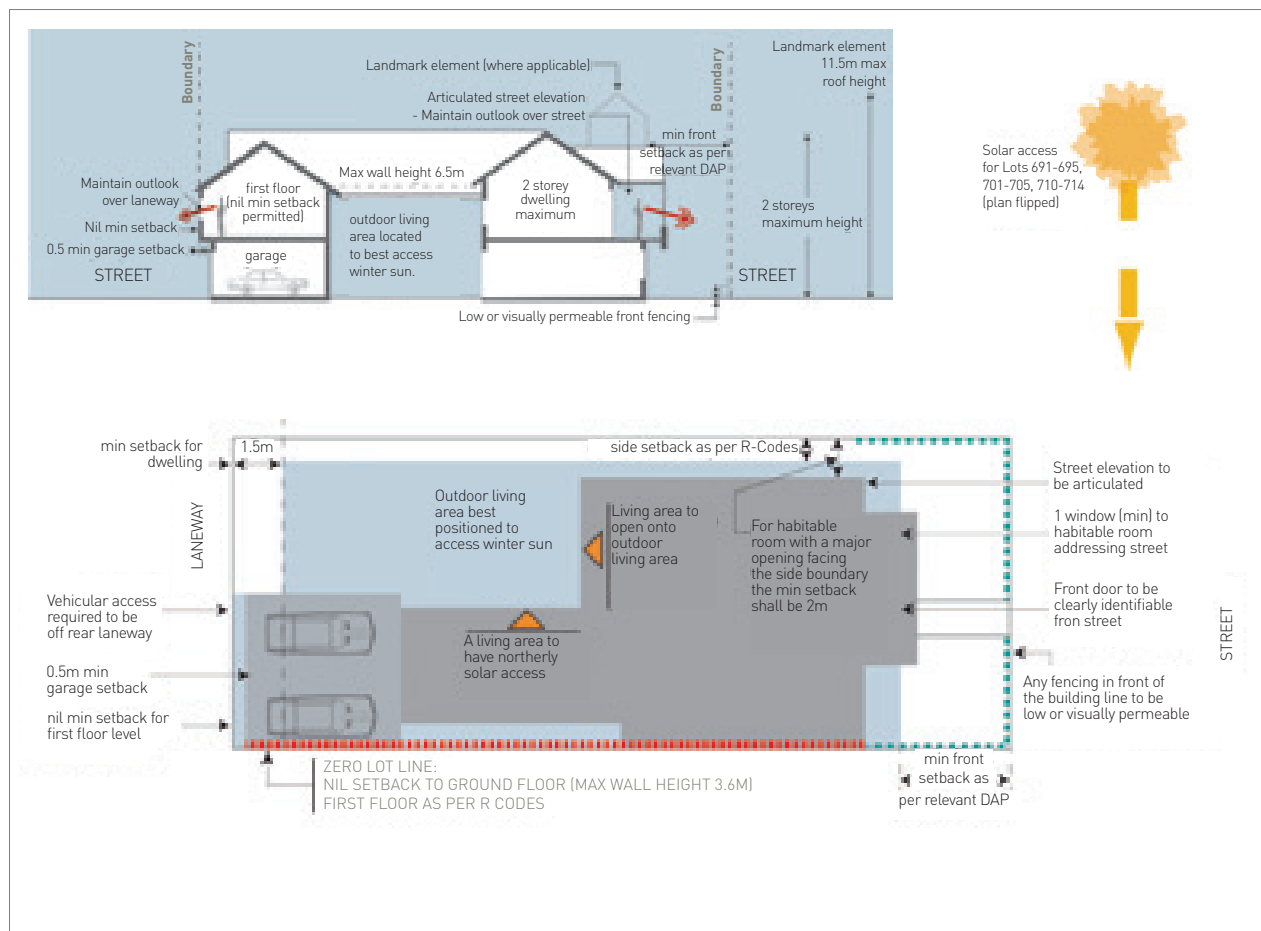 Boundary
Landmark element (where applicable)
Articulated street elevation
- Maintain outlook over street
Boundary
Landmark element
11.5m max
roof height
min front
setback as per
relevant DAP
Max wall height 6.5m
Maintain outlook
over laneway
first floor
(nil min setback
permitted)
2 storey
dwelling
maximum
2 storeys
maximum height
Nil min setback
outdoor living
area located
to best access
winter sun.
0.5 min garage setback
garage
STREET
STREET
Low or visually permeable front fencing
Solar access
for Lots 691-695,
701-705, 710-714
(plan flipped)
min setback for
dwelling
1.5m
side setback as per R-Codes
LANEWAY
Outdoor living
area best
positioned to
access winter sun
Living area to
open onto
outdoor
living area
For habitable
room with a major
opening facing
the side boundary
the min setback
shall be 2m
Street elevation to
be articulated
1 window (min) to
habitable room
addressing street
Front door to be
clearly identifiable
fron street
STREET
Vehicular access
required to be
off rear laneway
A living area to
have northerly
solar access
0.5m min
garage setback
nil min setback for
first floor level
Any fencing in front of
the building line to be
low or visually permeable
ZERO LOT LINE:
NIL SETBACK TO GROUND FLOOR (MAX WALL HEIGHT 3.6M)
FIRST FLOOR AS PER R CODES
min front
setback as
per relevant DAP